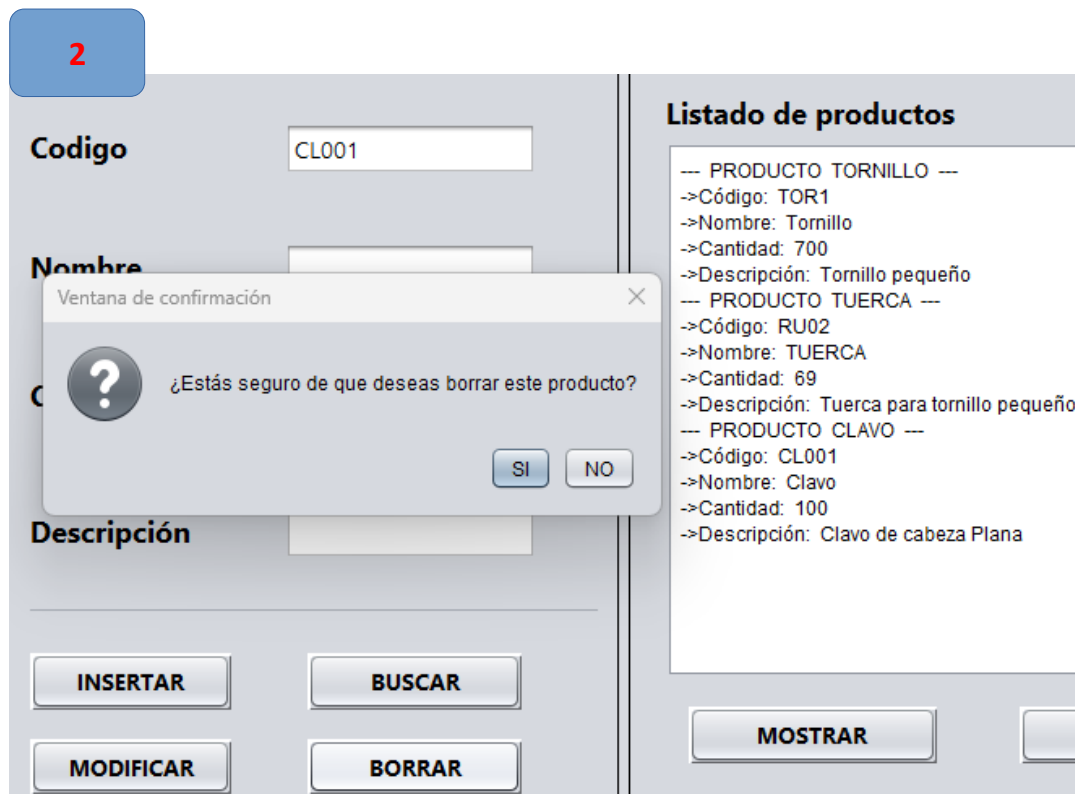 2
Codigo
CL001
Nombre
Ventana de confirmación
¿Estás seguro de que deseas borrar este producto?
SI
NO
Descripción
INSERTAR
BUSCAR
MODIFICAR
BORRAR
Listado de productos
--- PRODUCTO TORNILLO ---
->Código: TOR1
->Nombre: Tornillo
->Cantidad: 700
->Descripción: Tornillo pequeño
--- PRODUCTO TUERCA ---
->Código: RU02
->Nombre: TUERCA
->Cantidad: 69
->Descripción: Tuerca para tornillo pequeño
--- PRODUCTO CLAVO ---
->Código: CL001
->Nombre: Clavo
->Cantidad: 100
->Descripción: Clavo de cabeza Plana
MOSTRAR